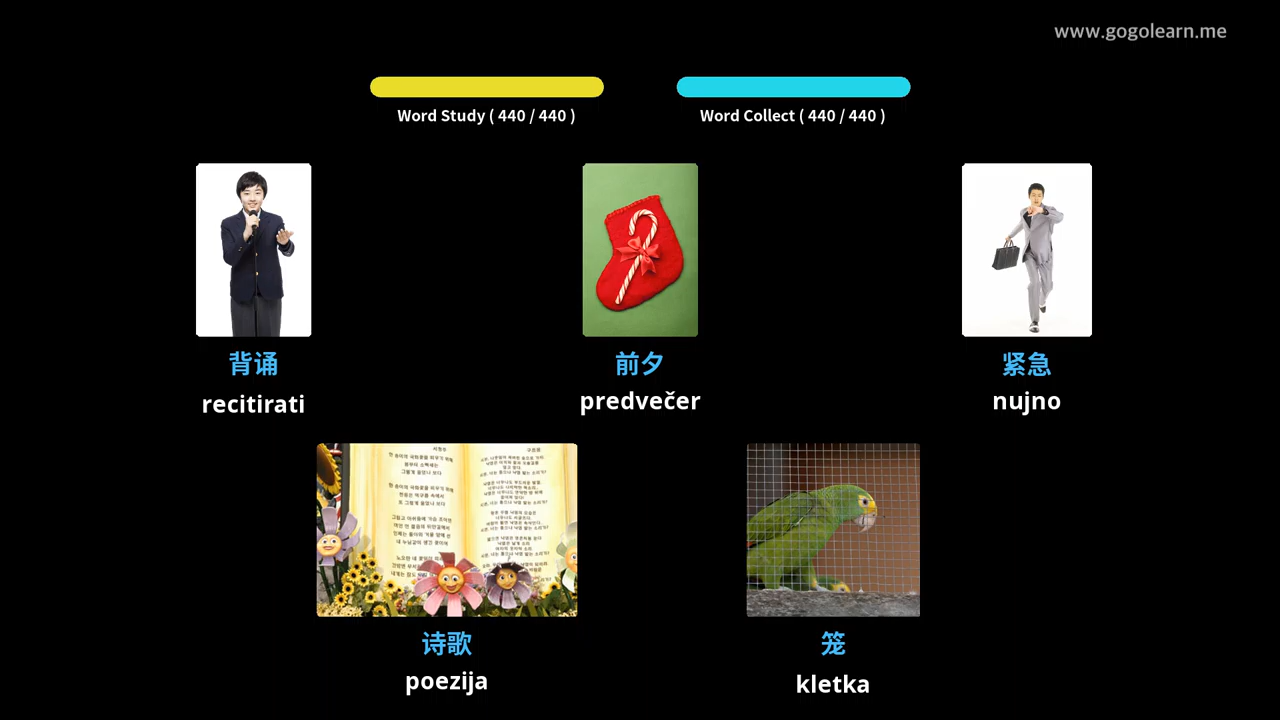 www.gogolearn.me
Word Study ( 440 / 440 )
Word Collect ( 440 / 440 )
背诵
recitirati
前夕
predvečer
紧急
nujno
诗歌
poezija
笼
kletka